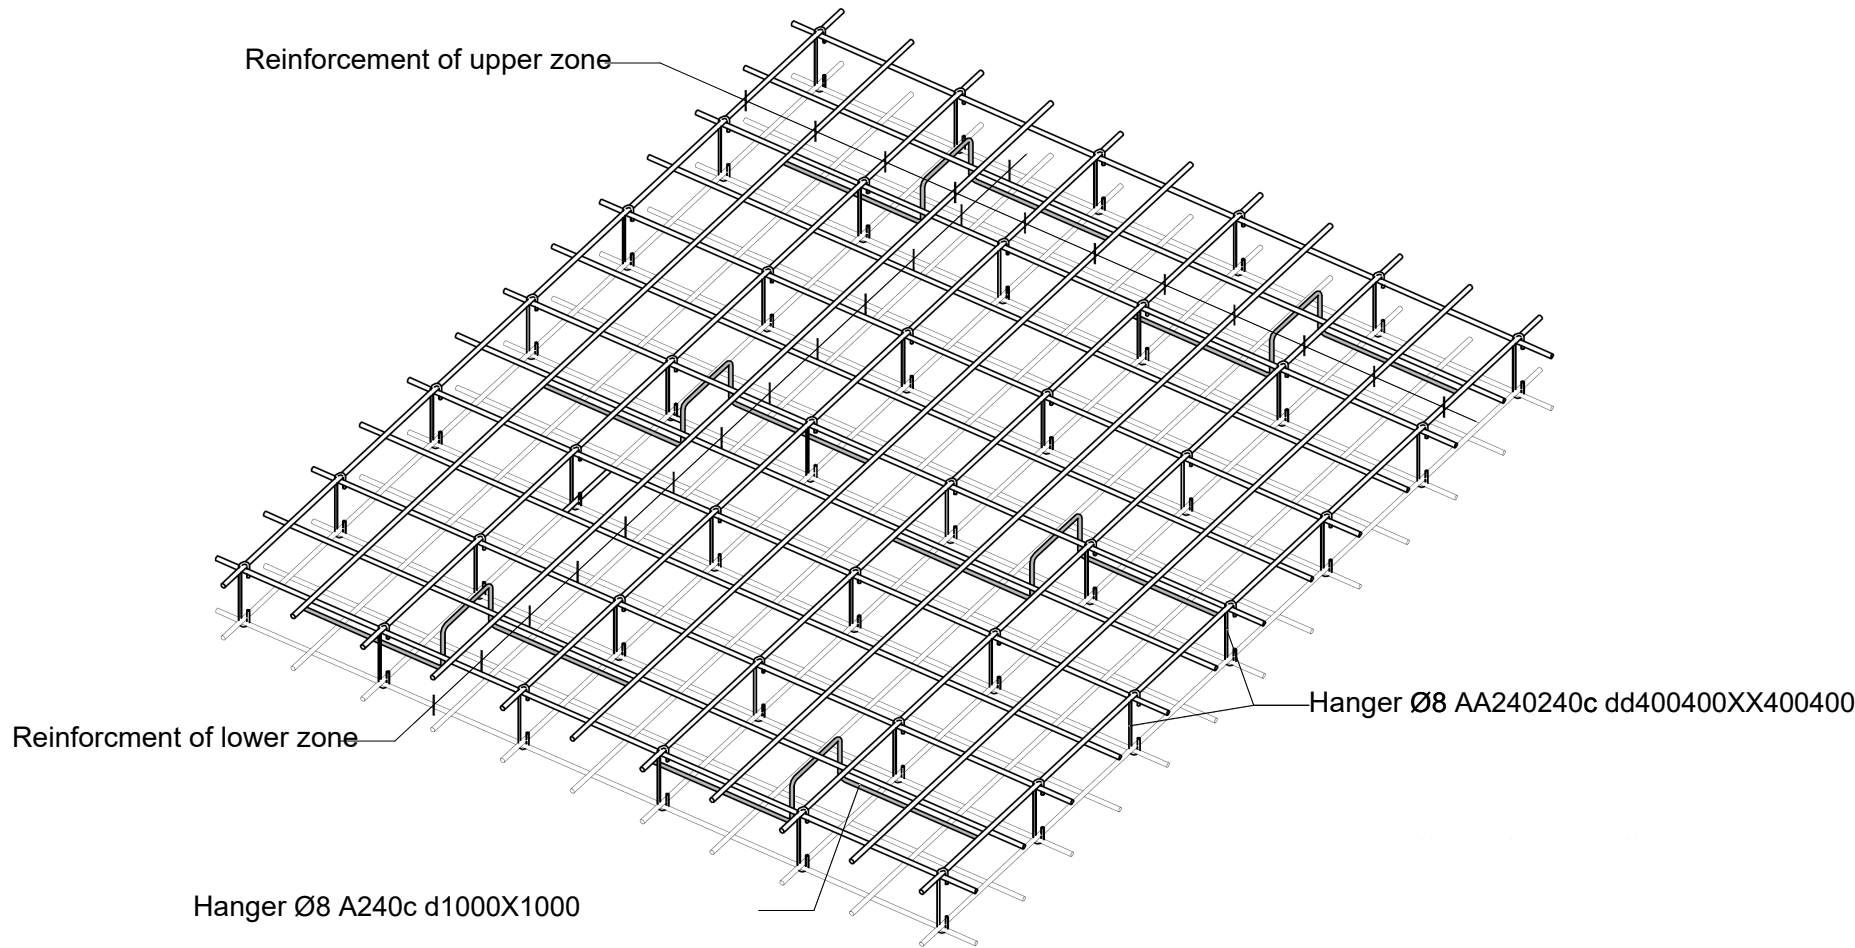 Reinforcement of upper zone
Hanger Ø8 AA240240c dd400400XX400400
Reinforcment of lower zone
Hanger Ø8 A240c d1000X1000